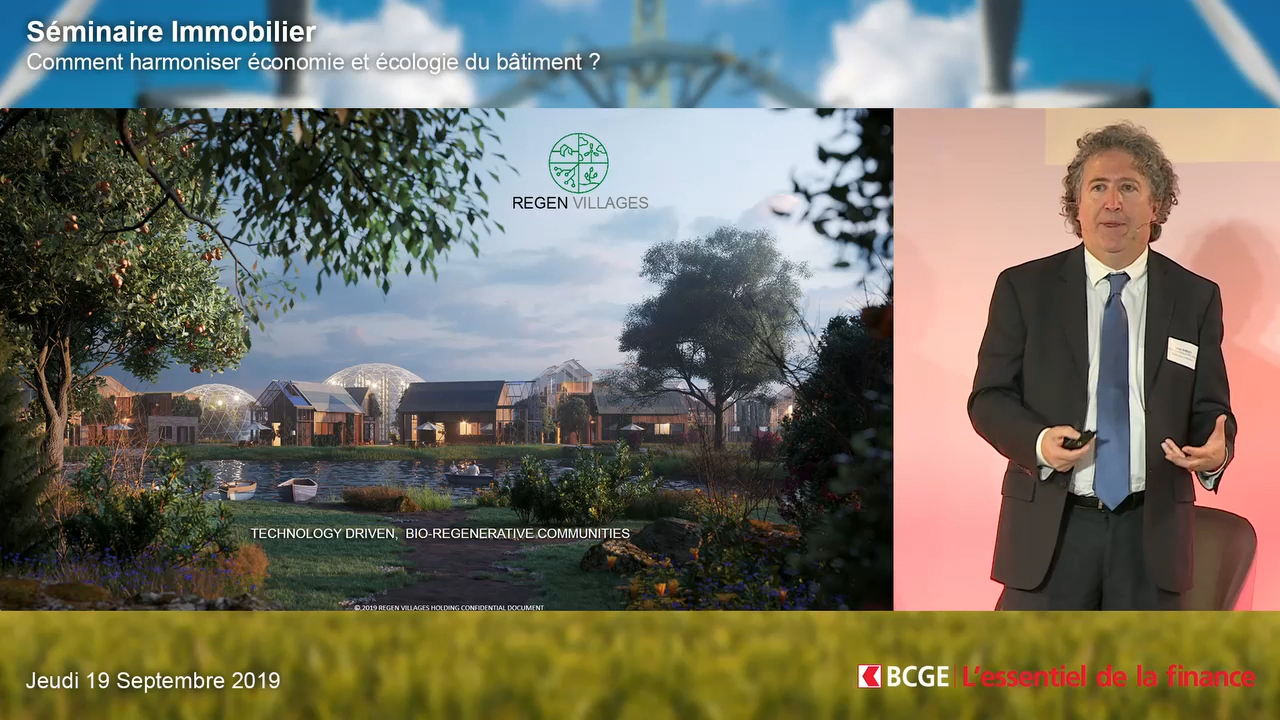 Séminaire Immobilier
Comment harmoniser économie et écologie du bâtiment ?
REGEN VILLAGES
TECHNOLOGY DRIVEN, BIO-REGENERATIVE COMMUNITIES
© 2019 REGEN VILLAGES HOLDING CONFIDENTIAL DOCUMENT
Jeudi 19 Septembre 2019
BCGE L'essentiel de la finance